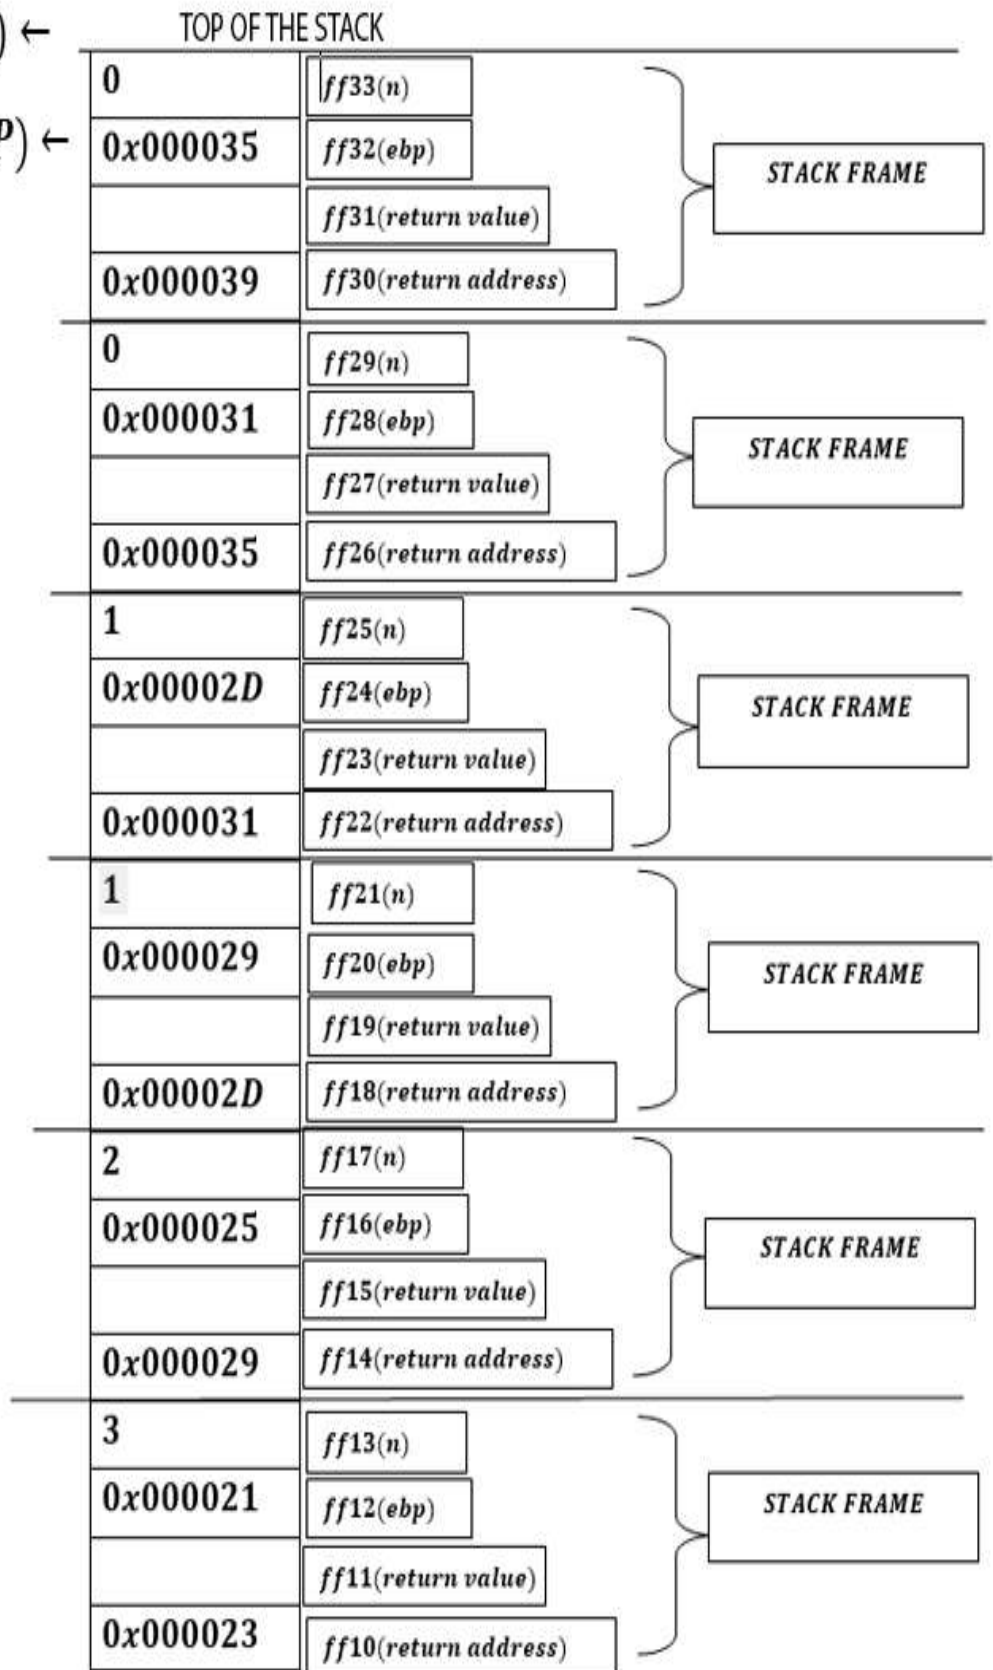 ) ← TOP OF THE STACK
0 ff33(n)
P) ← 0x000035 ff32(ebp) STACK FRAME
ff31(return value)
0x000039 ff30(return address)
0 ff29(n)
0x000031 ff28(ebp) STACK FRAME
ff27(return value)
0x000035 ff26(return address)
1 ff25(n)
0x00002D ff24(ebp) STACK FRAME
ff23(return value)
0x000031 ff22(return address)
1 ff21(n)
0x000029 ff20(ebp) STACK FRAME
ff19(return value)
0x00002D ff18(return address)
2 ff17(n)
0x000025 ff16(ebp) STACK FRAME
ff15(return value)
0x000029 ff14(return address)
3 ff13(n)
0x000021 ff12(ebp) STACK FRAME
ff11(return value)
0x000023 ff10(return address)